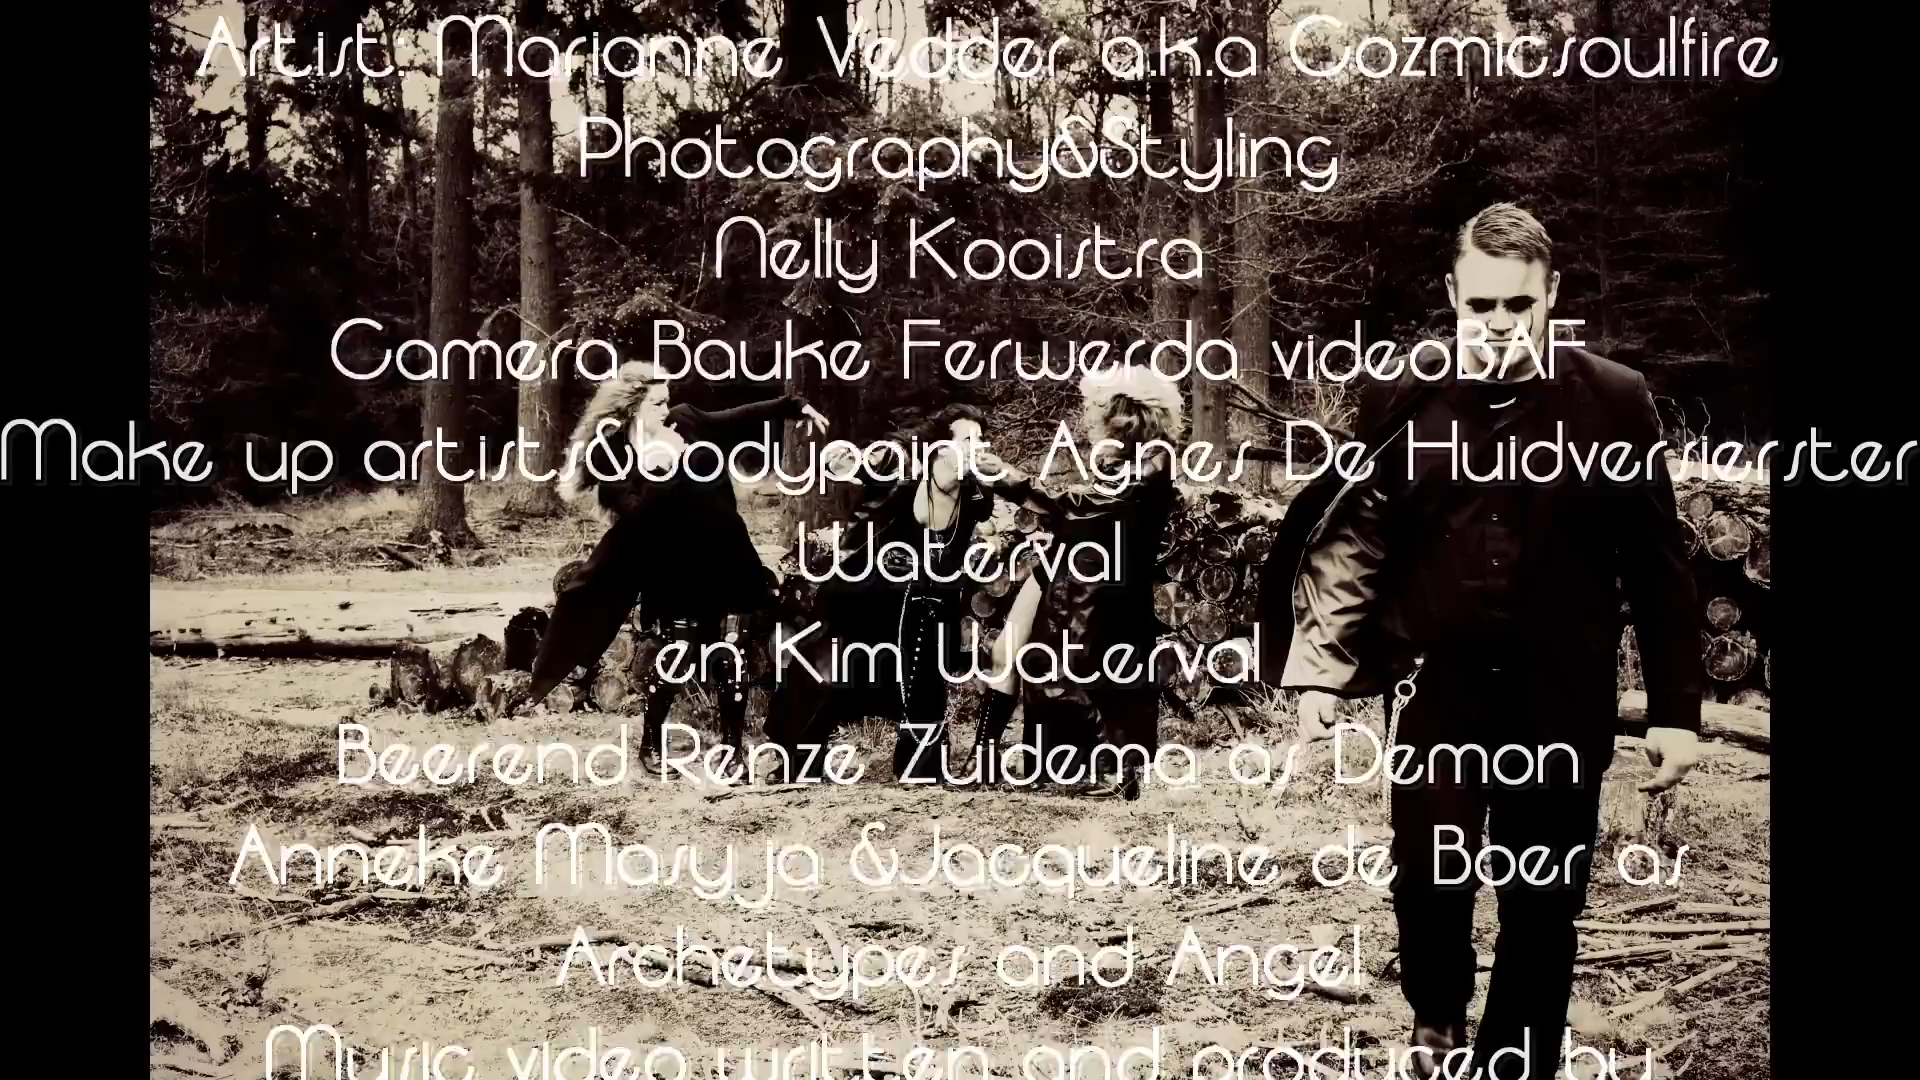 Artist: Marianne Vedder a.k.a Cozmicsoulfire
Photography&Styling
Nelly Kooistra
Camera Bauke Ferwerda videoBAF
Make up artists&bodypaint Agnes De Huidversierster
Waterval
en Kim Waterval
Beerend Renze Zuidema as Demon
Anneke Masy ja &Jacqueline de Boer as
Archetypes and Angel
Music video written and produced by